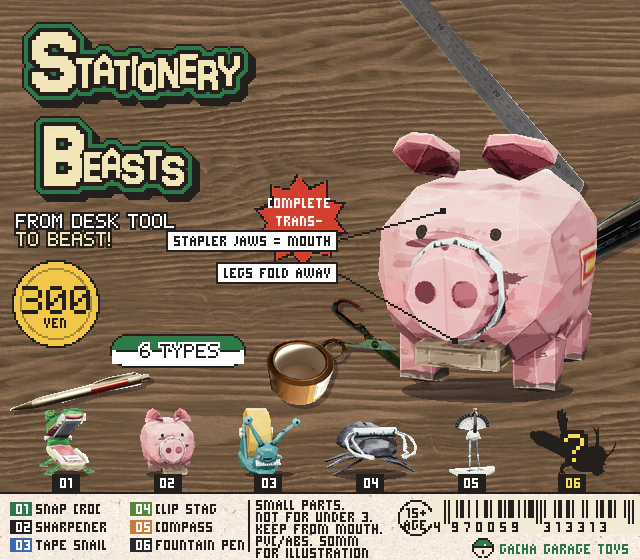 STATIONERY
BEASTS
FROM DESK TOOL
TO BEAST!
300
YEN
COMPLETE
TRANS-
STAPLER JAWS = MOUTH
LEGS FOLD AWAY
6 TYPES
?
01
02
03
04
05
06
01 SNAP CROC
02 SHARPENER
03 TAPE SNAIL
04 CLIP STAG
05 COMPASS
06 FOUNTAIN PEN
SMALL PARTS.
NOT FOR UNDER 3.
KEEP FROM MOUTH.
PVC/ABS. 50MM
FOR ILLUSTRATION
15+
AGE
4 970059 313313
GACHA GARAGE TOYS